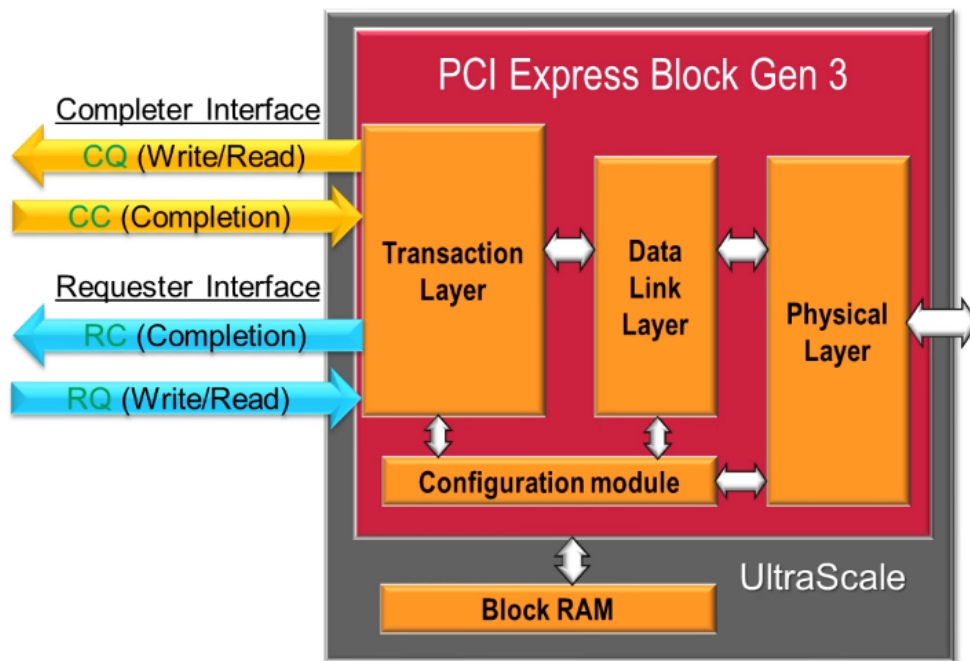 PCI Express Block Gen 3
Completer Interface
CQ (Write/Read)
CC (Completion)
Requester Interface
RC (Completion)
RQ (Write/Read)
Transaction
Layer
Data
Link
Layer
Physical
Layer
Configuration module
UltraScale
Block RAM